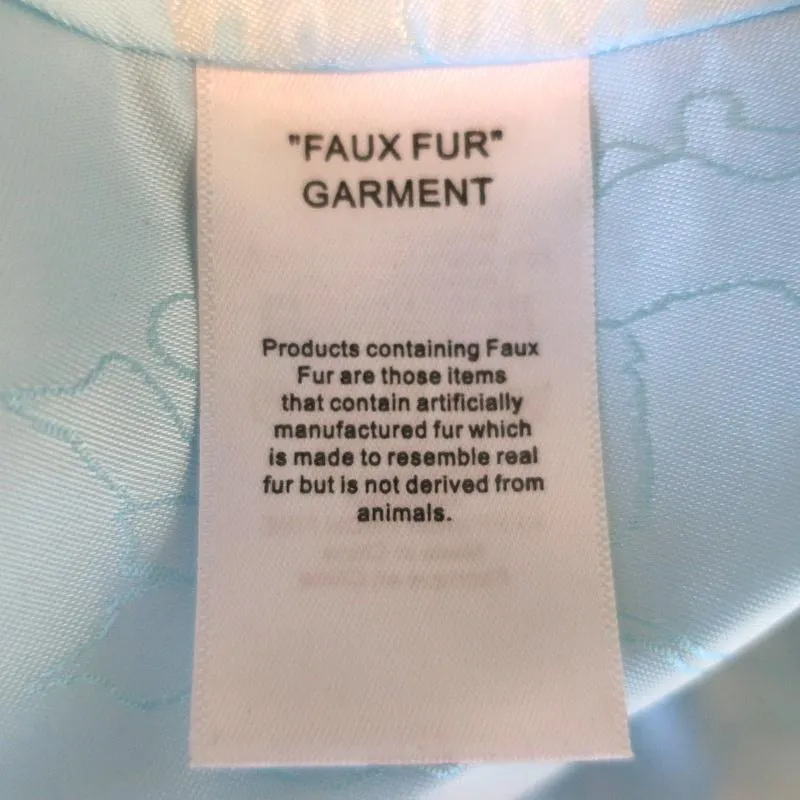 "FAUX FUR"
GARMENT
Products containing Faux
Fur are those items
that contain artificially
manufactured fur which
is made to resemble real
fur but is not derived from
animals.